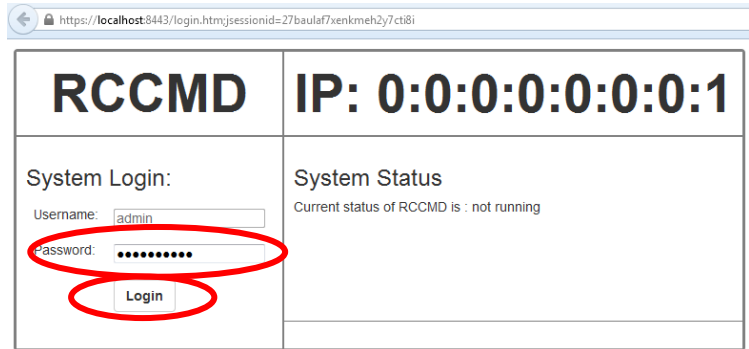 https://localhost:8443/login.htm;jsessionid=27baulaf7xenkmeh2y7cti8i
RCCMD
IP: 0:0:0:0:0:0:0:1
System Login:
Username: admin
Password: ••••••••••
Login
System Status
Current status of RCCMD is : not running